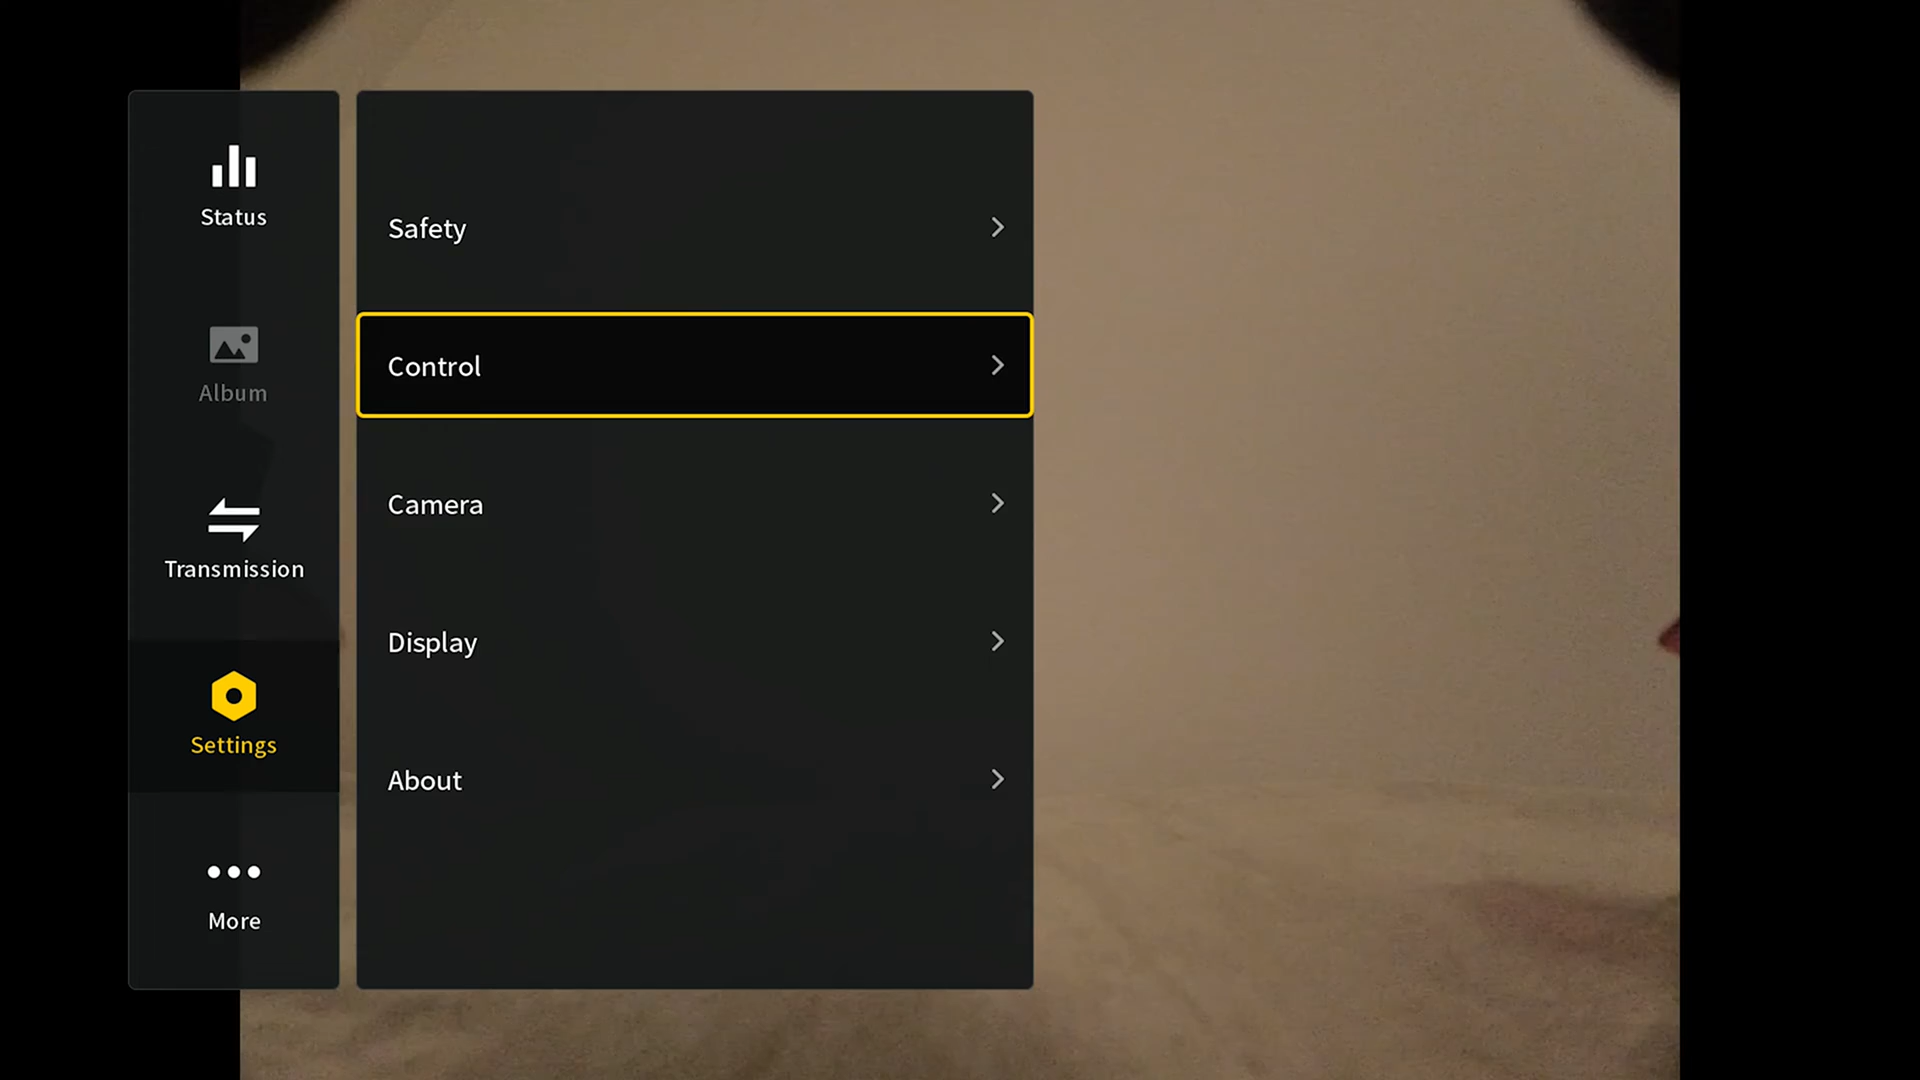 Status
Album
Transmission
Settings
More
Safety
Control
Camera
Display
About